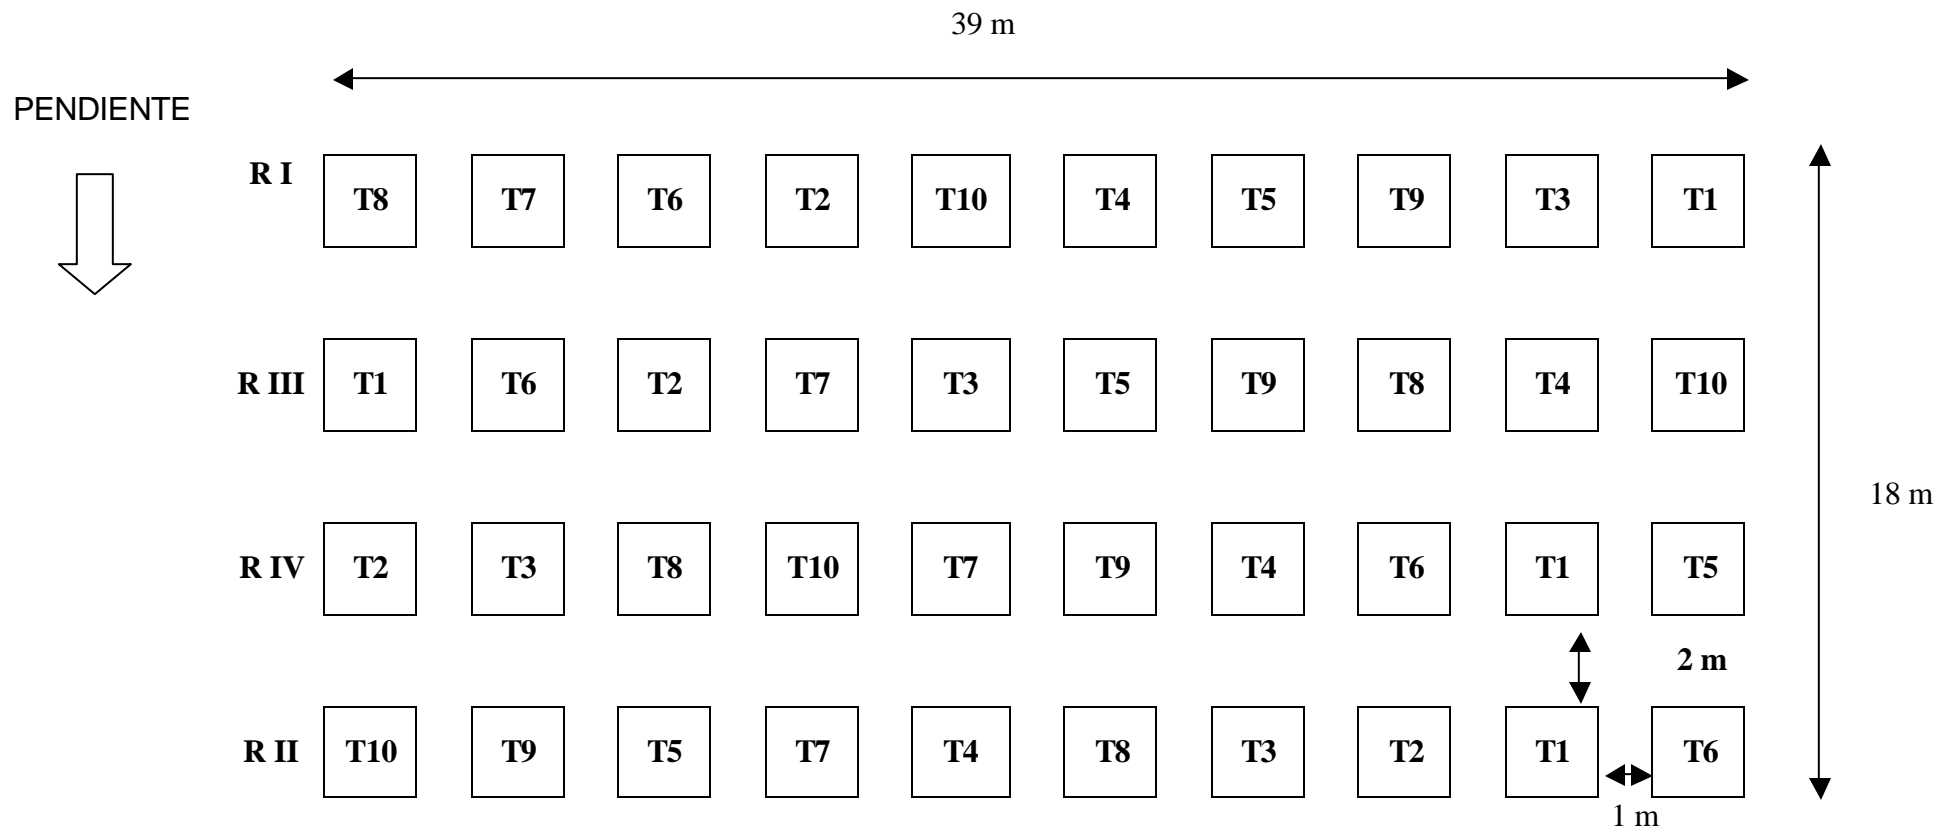 39 m
PENDIENTE
R I T8 T7 T6 T2 T10 T4 T5 T9 T3 T1
R III T1 T6 T2 T7 T3 T5 T9 T8 T4 T10
18 m
R IV T2 T3 T8 T10 T7 T9 T4 T6 T1 T5
2 m
R II T10 T9 T5 T7 T4 T8 T3 T2 T1 T6
1 m